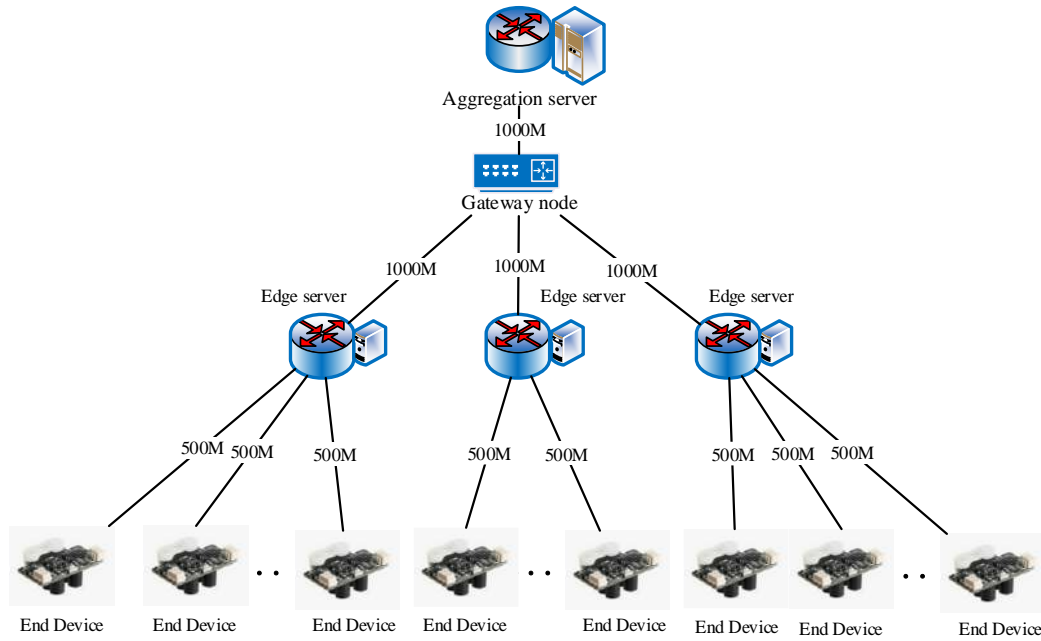 Aggregation server
1000M
Gateway node
1000M
1000M
1000M
Edge server
Edge server
Edge server
500M
500M
500M
500M
500M
500M
500M
500M
. .
. .
. .
End Device
End Device
End Device
End Device
End Device
End Device
End Device
End Device